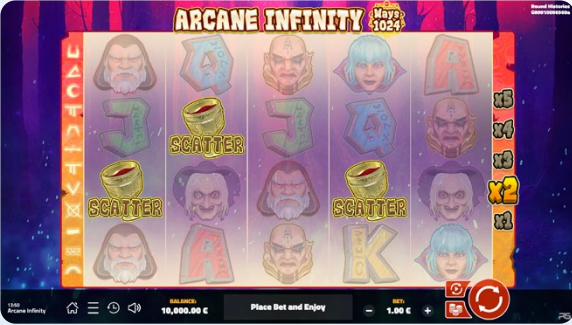 ARCANE INFINITY
Ways
1024
Round Histories
A
J
J
SCATTER
SCATTER
SCATTER
A
K
x5
x4
x3
x2
x1
13:50
Arcane Infinity
BALANCE:
10,000.00 €
Place Bet and Enjoy
BET:
1.00 €